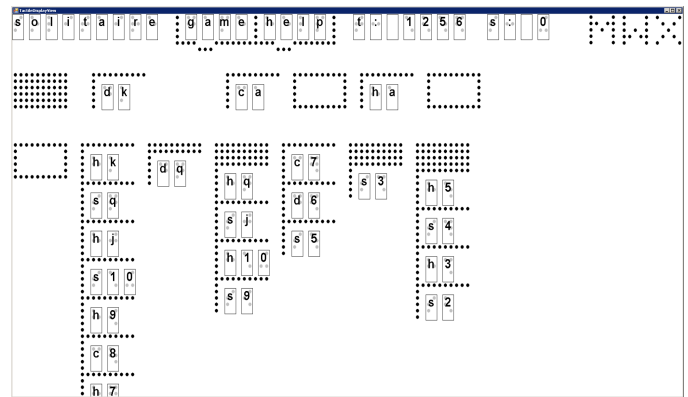 TactileDisplayView
solitaire game help t: 1256 s: 0 M W X
dk ca ha
hk dq c7
hq s3
sq d6 h5
sj
hj s5 s4
s10 h10 h3
h9 s9 s2
c8
h7